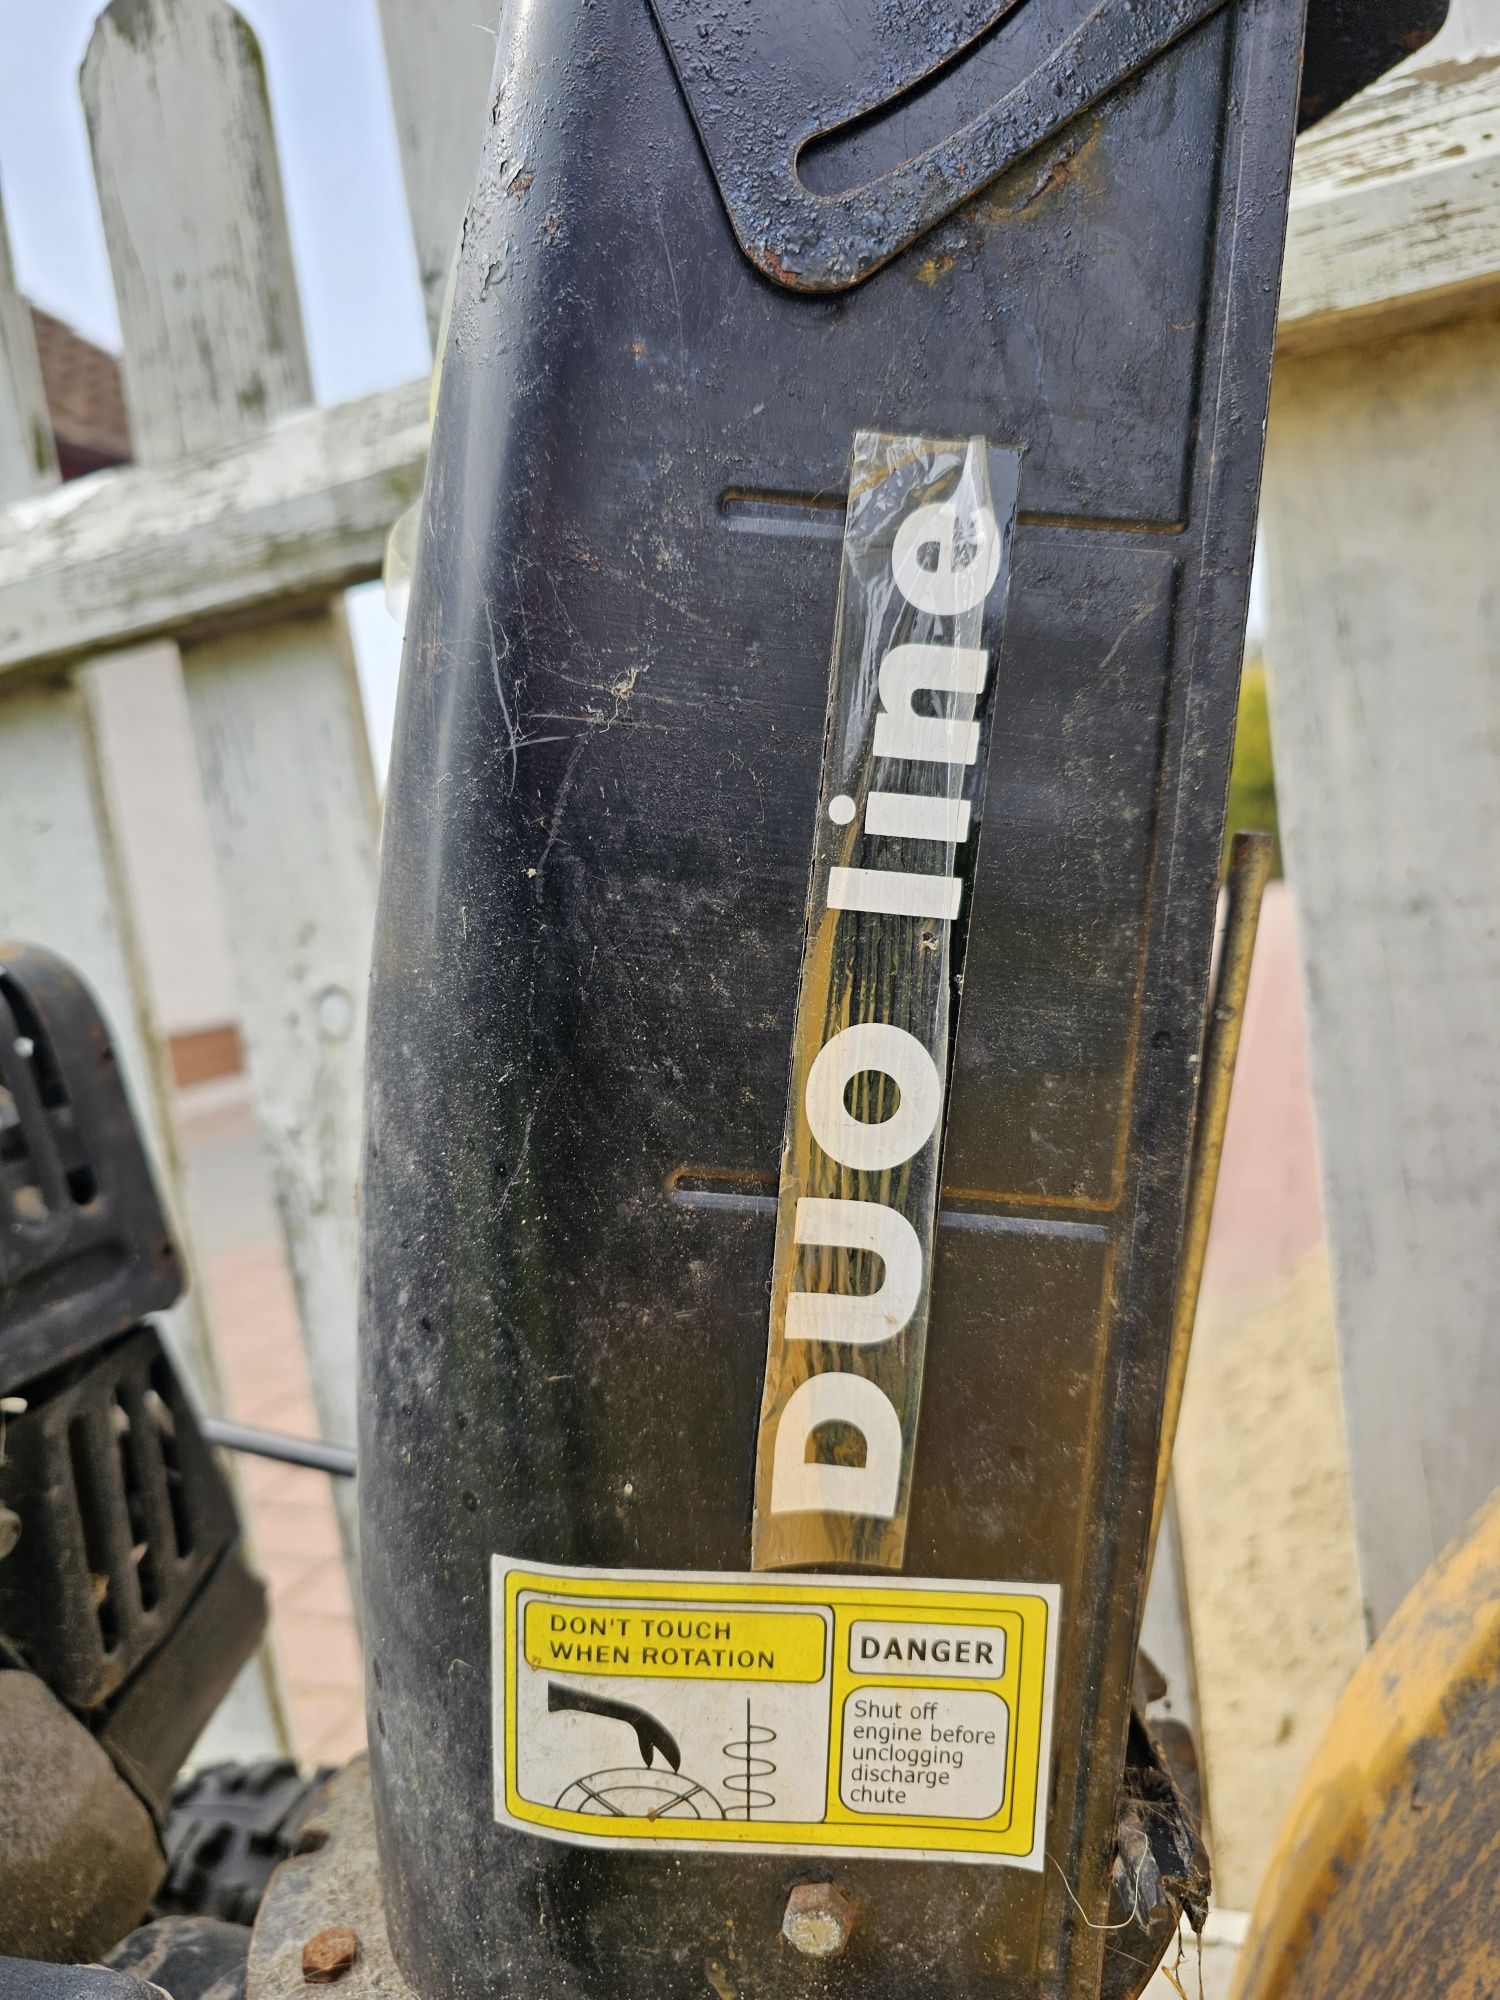 DUO line
DON'T TOUCH
WHEN ROTATION
DANGER
Shut off
engine before
unclogging
discharge
chute